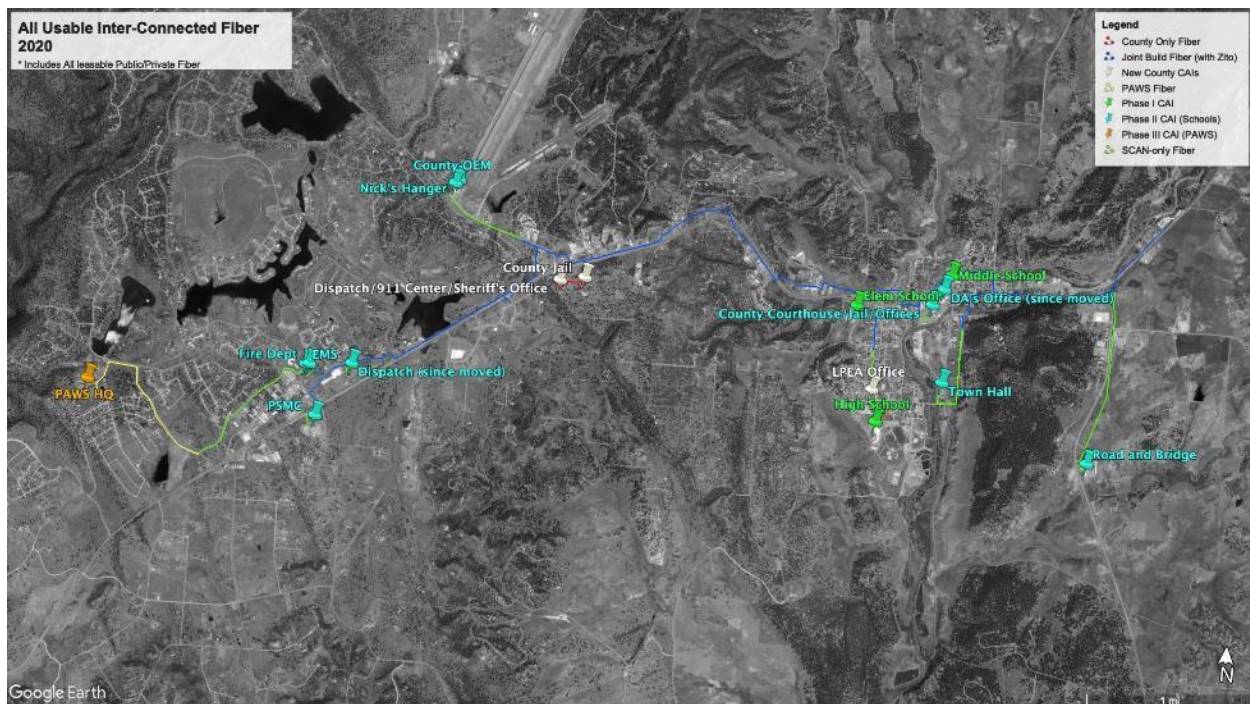 All Usable Inter-Connected Fiber
2020
* Includes All leasable Public/Private Fiber
Legend
County Only Fiber
Joint Build Fiber (with Zito)
New County CAIs
PAWS Fiber
Phase I CAI
Phase II CAI (Schools)
Phase III CAI (PAWS)
SCAN-only Fiber
County OEM
Nick's Hanger
County Jail
Dispatch/911 Center/Sheriff's Office
Middle School
Elem School
DA's Office (since moved)
County Courthouse/Jail/Offices
Fire Dept
EMS
Dispatch (since moved)
PAWS HQ
PSMC
LPEA Office
Town Hall
High School
Road and Bridge
N
Google Earth
1 mi